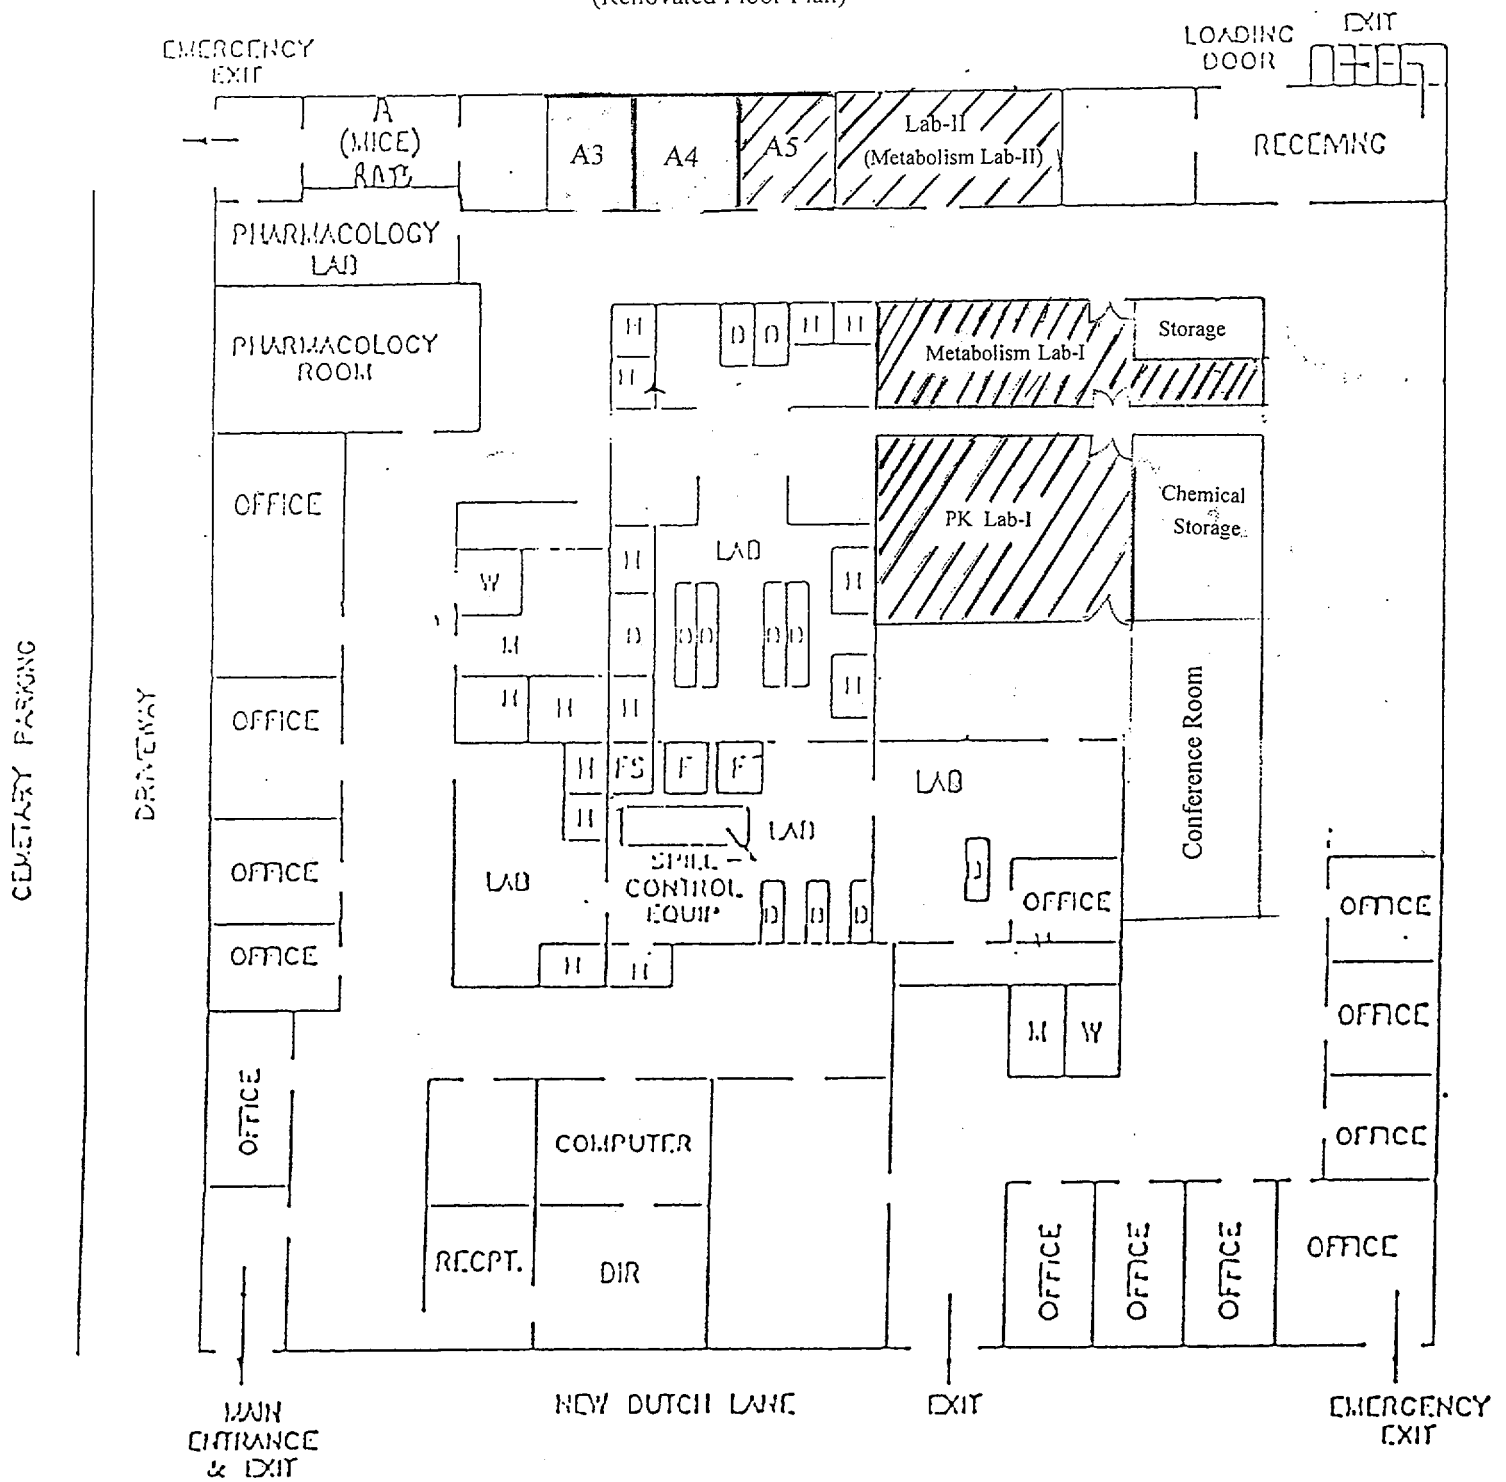 (Renovated Floor Plan)
EMERGENCY
EXIT
LOADING
DOOR
EXIT
A
(MICE)
RATS
A3
A4
A5
Lab-II
(Metabolism Lab-II)
RECEIVING
PHARMACOLOGY
LAB
PHARMACOLOGY
ROOM
H
H
D
D
H
H
Metabolism Lab-I
Storage
OFFICE
PK Lab-I
Chemical
Storage
LAB
W
H
H
M
D
D
D
D
D
H
H
H
H
OFFICE
CEMETARY PARKING
DRIVEWAY
Conference Room
H
FS
F
F
LAB
H
LAB
SPILL
CONTROL
EQUIP
OFFICE
LAB
D
D
D
D
OFFICE
OFFICE
OFFICE
H
H
OFFICE
M
W
OFFICE
OFFICE
COMPUTER
RECPT.
DIR
OFFICE
OFFICE
OFFICE
OFFICE
MAIN
ENTRANCE
& EXIT
NEW DUTCH LANE
EXIT
EMERGENCY
EXIT